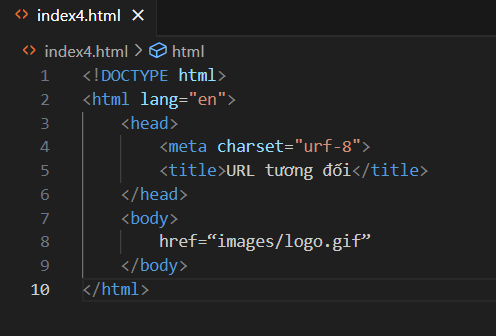 index4.html
index4.html > html
1 <!DOCTYPE html>
2 <html lang="en">
3 <head>
4 <meta charset="urf-8">
5 <title>URL tương đối</title>
6 </head>
7 <body>
8 href=“images/logo.gif”
9 </body>
10 </html>